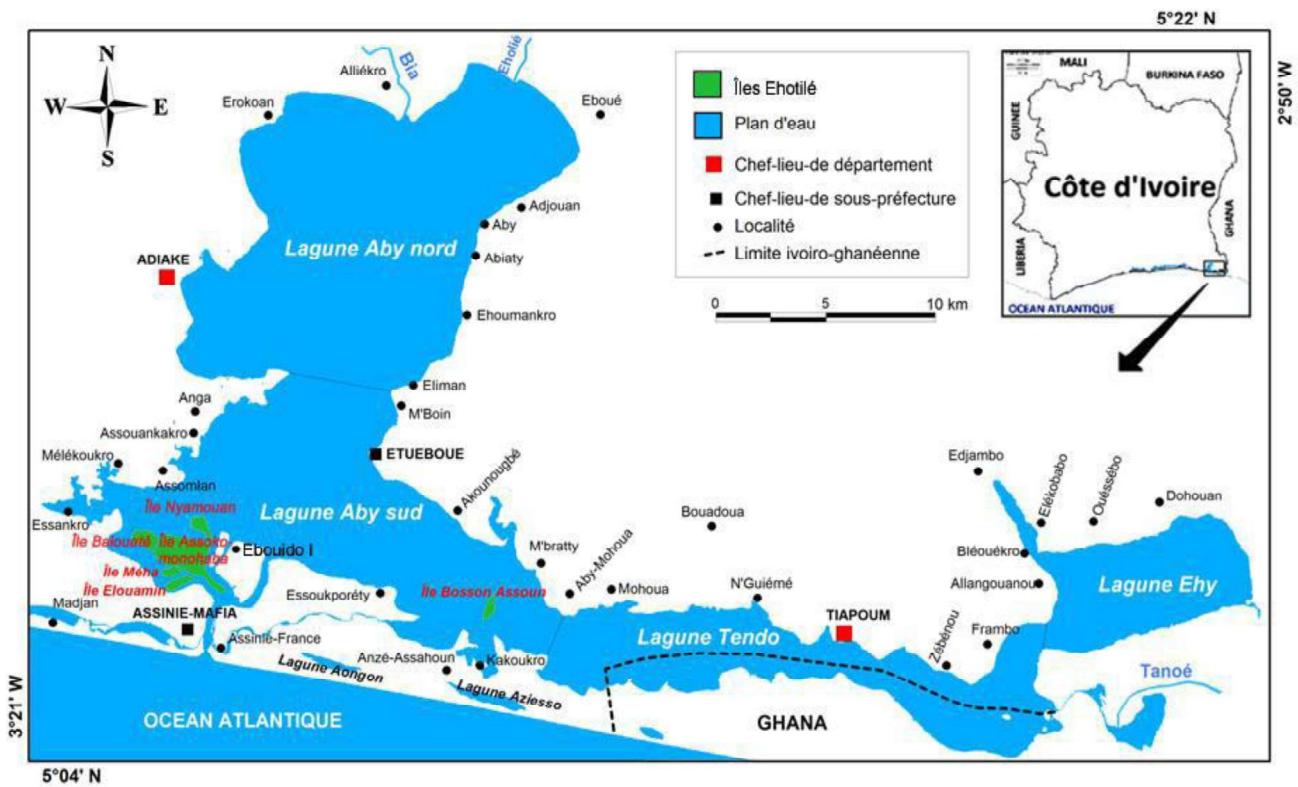 5°22' N
2°50' W
N
W E
S
Alliékro
Bia
Eholié
Erokoan
Eboué
Îles Ehotilé
Plan d'eau
Chef-lieu-de département
Chef-lieu-de sous-préfecture
Localité
Limite ivoiro-ghanéenne
0 5 10 km
MALI
BURKINA FASO
GUINEE
Côte d'Ivoire
GHANA
LIBERIA
OCEAN ATLANTIQUE
Adjouan
Aby
Lagune Aby nord
Abiaty
ADIAKE
Ehoumankro
Eliman
M'Boin
Anga
Assouankakro
Mélékoukro
ETUEBOUE
Assomlan
Akounougbé
Edjambo
Elékobabo
Ouéssébo
Dohouan
Île Nyamouan
Essankro
Lagune Aby sud
Bouadoua
Île Balouaté
Île Assoko
monohaba
Ebouido I
M'bratty
Aby-Mohoua
Bléouékro
Île Méha
Île Elouamin
Essoukporéty
Île Bosson Assoun
Mohoua
N'Guiémé
Allangouanou
Lagune Ehy
Madjan
ASSINIE-MAFIA
TIAPOUM
Lagune Tendo
Zébénou
Frambo
Assinie-France
Lagune Aongon
Anzé-Assahoun
Kakoukro
Lagune Aziesso
Tanoé
OCEAN ATLANTIQUE
GHANA
3°21' W
5°04' N